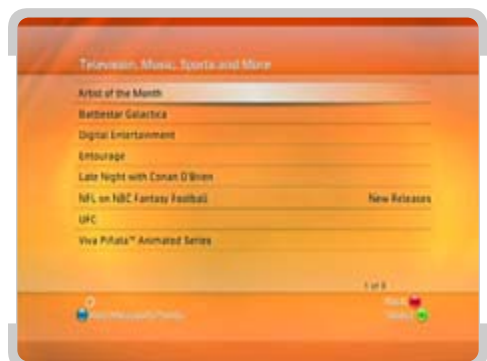 Television, Music, Sports and More
Artist of the Month
Battlestar Galactica
Digital Entertainment
Entourage
Late Night with Conan O'Brien
NFL on NBC Fantasy Football New Releases
UFC
Viva Piñata™ Animated Series
1 of 8
Back
Select